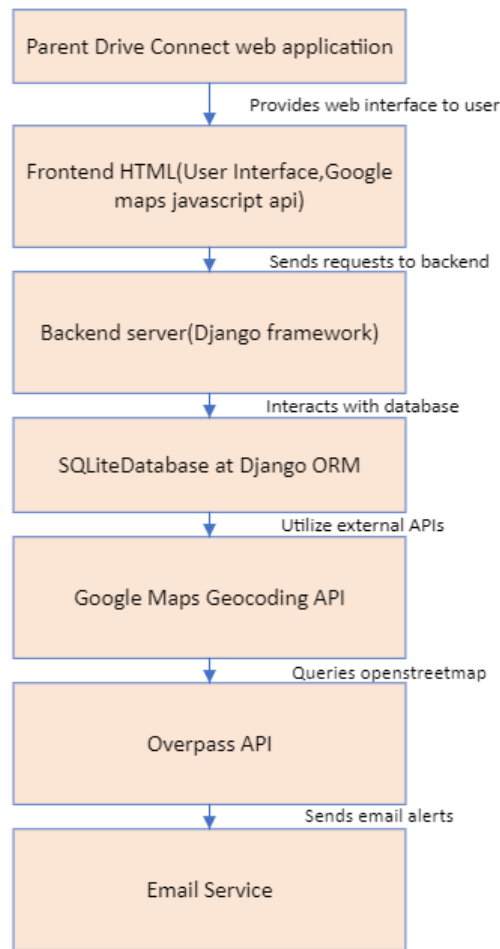 Parent Drive Connect web applicatiion
Provides web interface to user
Frontend HTML(User Interface,Google
maps javascript api)
Sends requests to backend
Backend server(Django framework)
Interacts with database
SQLiteDatabase at Django ORM
Utilize external APIs
Google Maps Geocoding API
Queries openstreetmap
Overpass API
Sends email alerts
Email Service